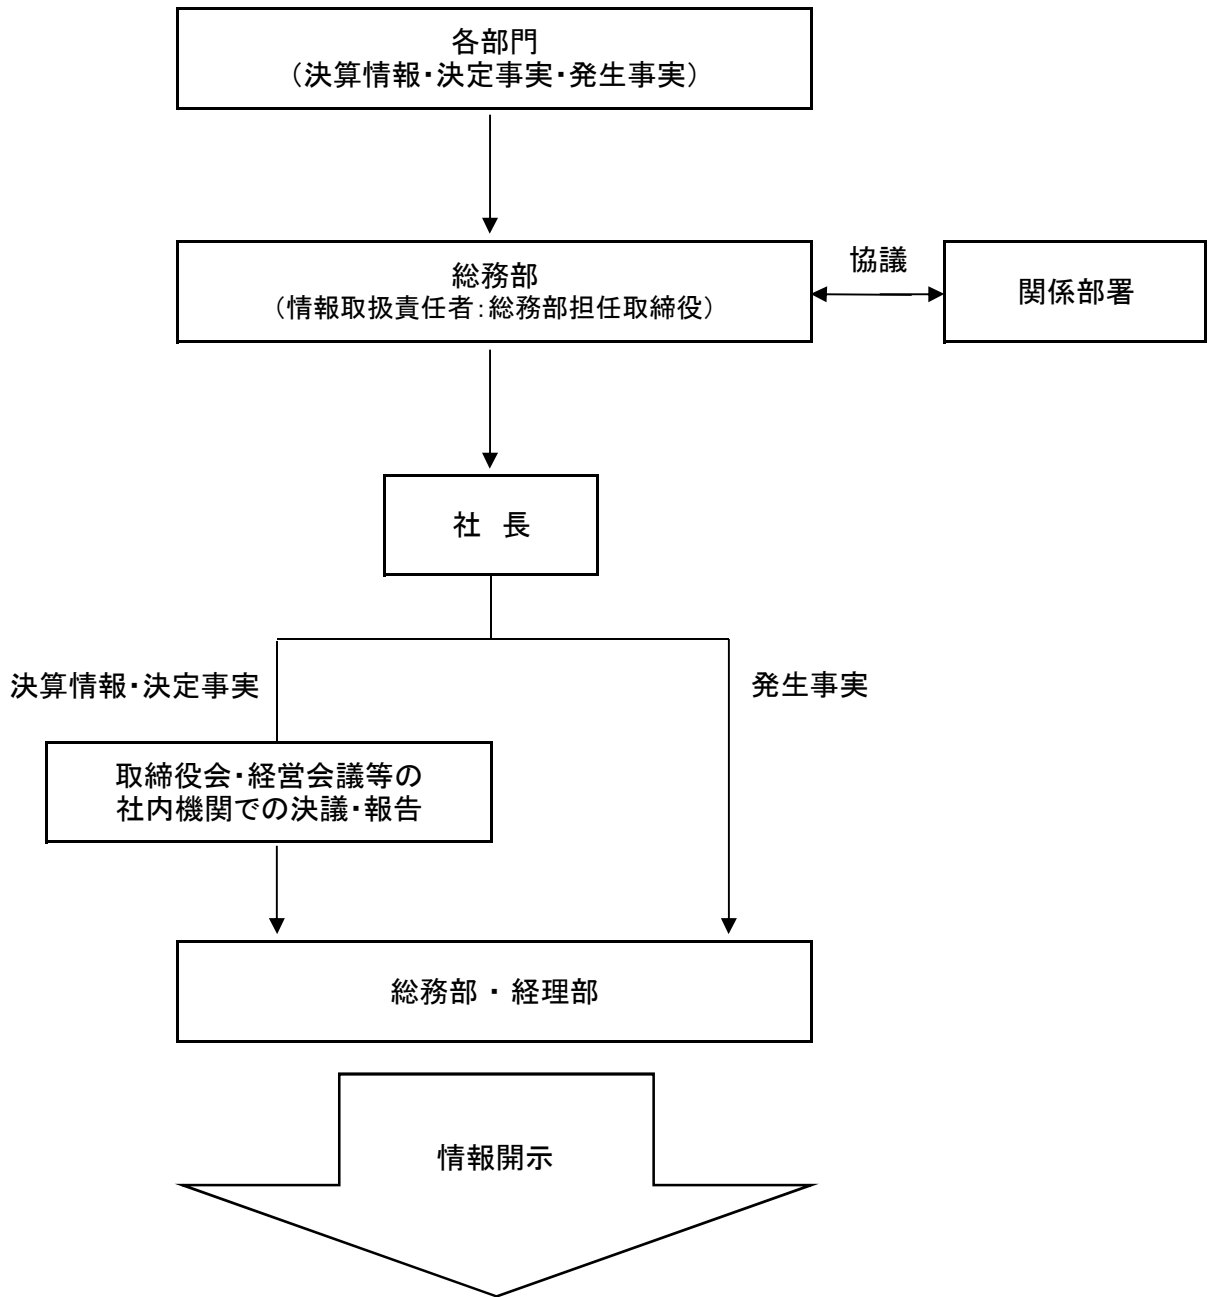 各部門
（決算情報・決定事実・発生事実）
総務部
（情報取扱責任者：総務部担任取締役）
協議
関係部署
社　長
決算情報・決定事実
発生事実
取締役会・経営会議等の
社内機関での決議・報告
総務部 ・ 経理部
情報開示